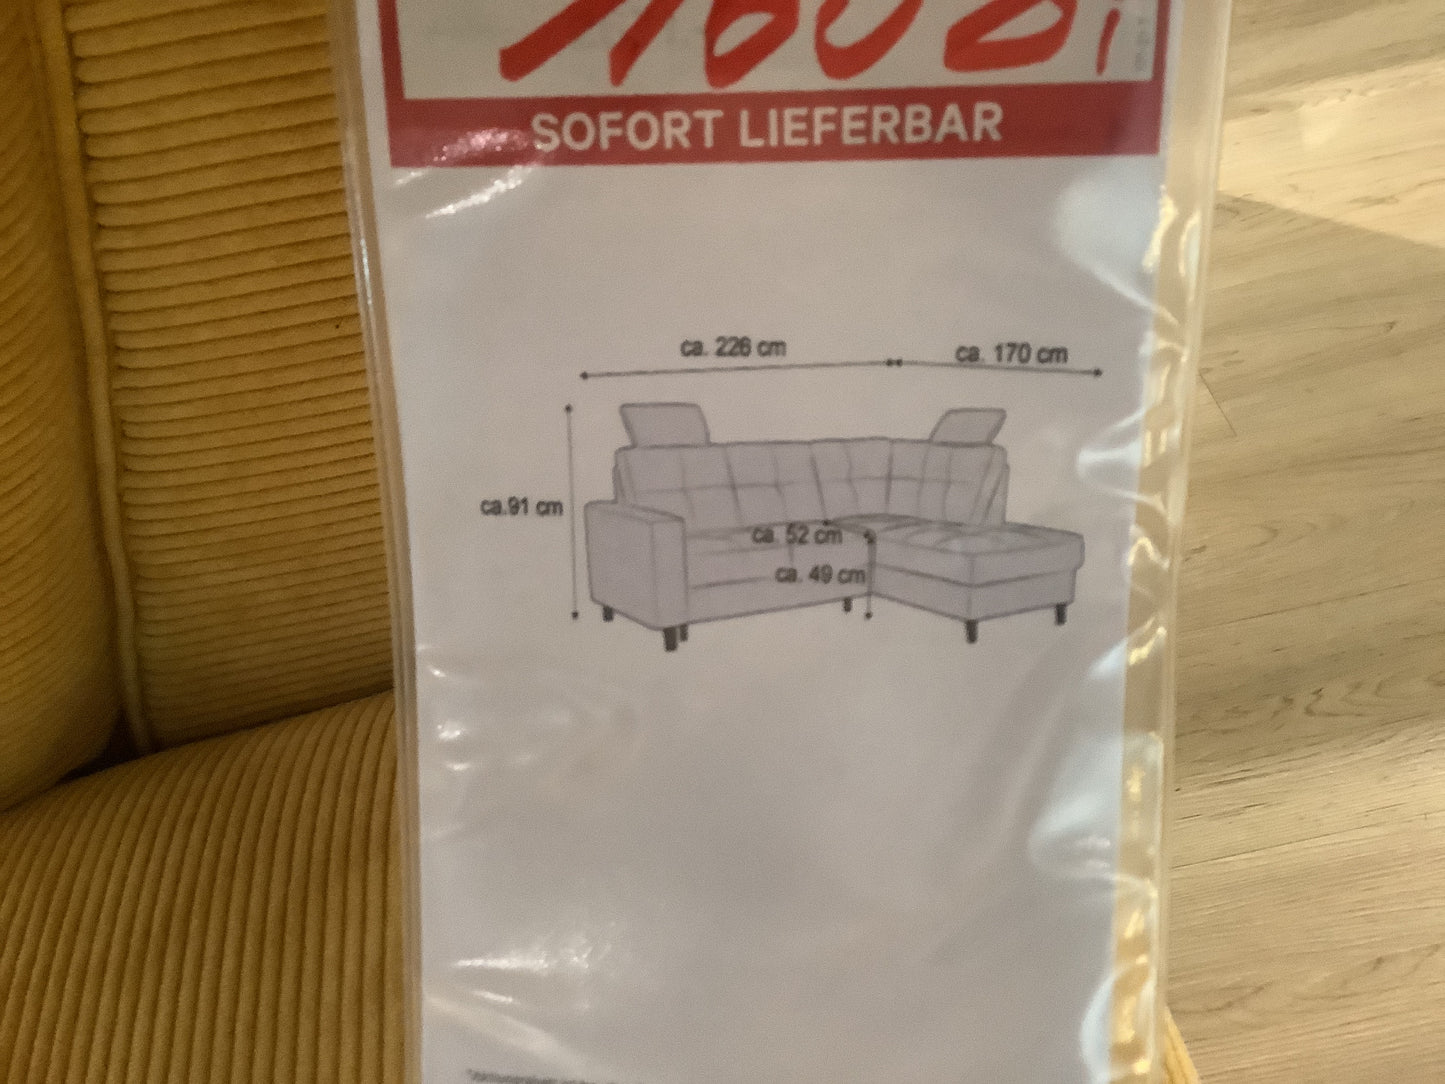 SOFORT LIEFERBAR
ca. 226 cm
ca. 170 cm
ca.91 cm
ca. 52 cm
ca. 49 cm